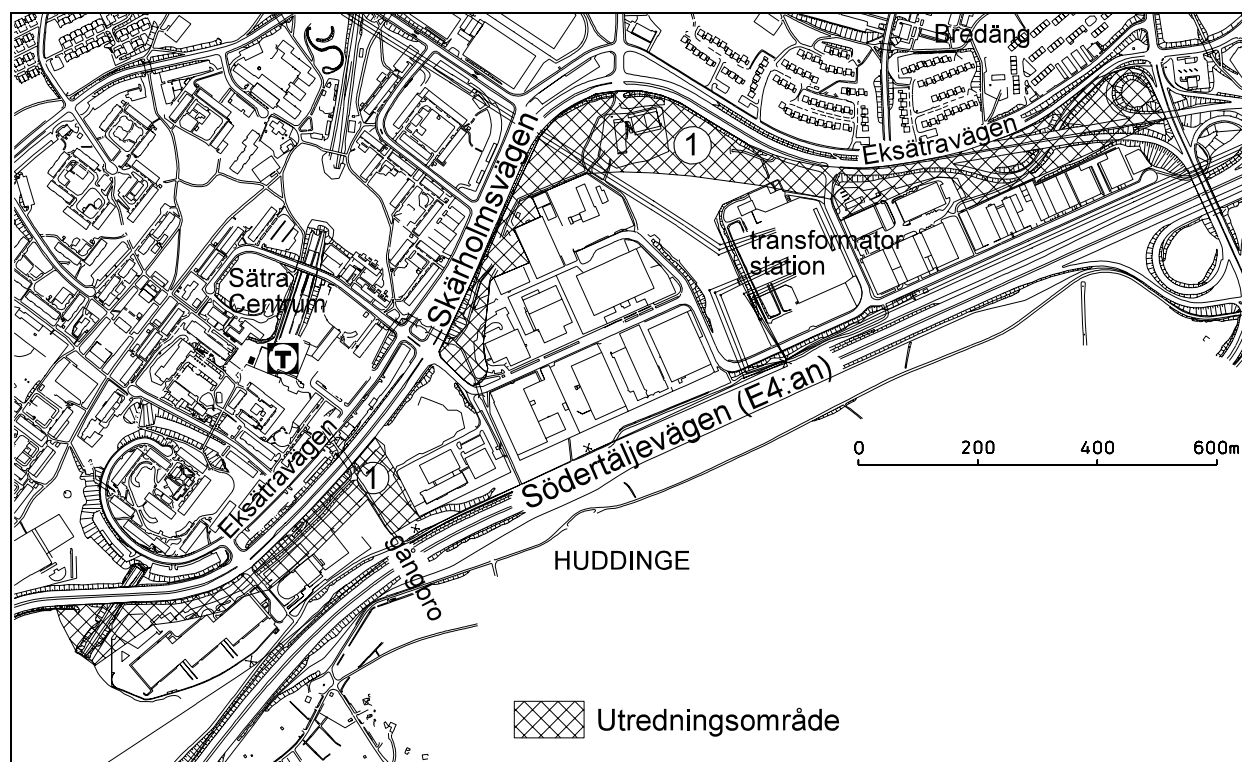 Bredäng
Skärholmsvägen
1
Eksätravägen
transformator
station
Sätra
Centrum
T
Södertäljevägen (E4:an)
0 200 400 600m
Eksätravägen
1
gångbro
HUDDINGE
Utredningsområde